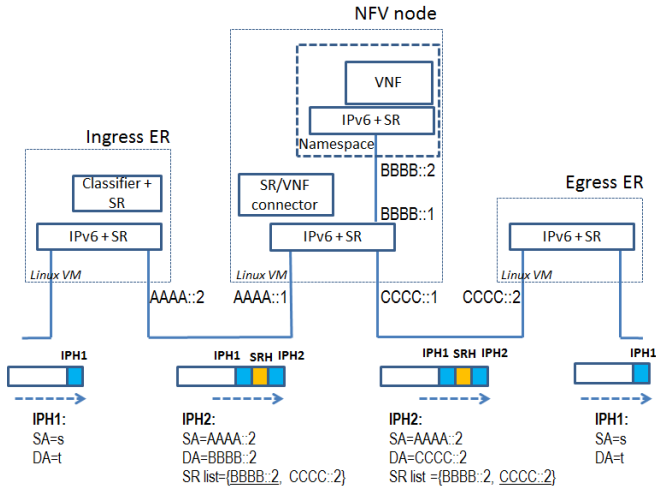 NFV node
VNF
IPv6 + SR
Namespace
Ingress ER
BBBB::2
Classifier +
SR
SR/VNF
connector
Egress ER
BBBB::1
IPv6 + SR
IPv6 + SR
IPv6 + SR
Linux VM
Linux VM
Linux VM
AAAA::2
AAAA::1
CCCC::1
CCCC::2
IPH1
IPH1 SRH IPH2
IPH1 SRH IPH2
IPH1
IPH1:
SA=s
DA=t
IPH2:
SA=AAAA::2
DA=BBBB::2
SR list={BBBB::2, CCCC::2}
IPH2:
SA=AAAA::2
DA=CCCC::2
SR list ={BBBB::2, CCCC::2}
IPH1:
SA=s
DA=t